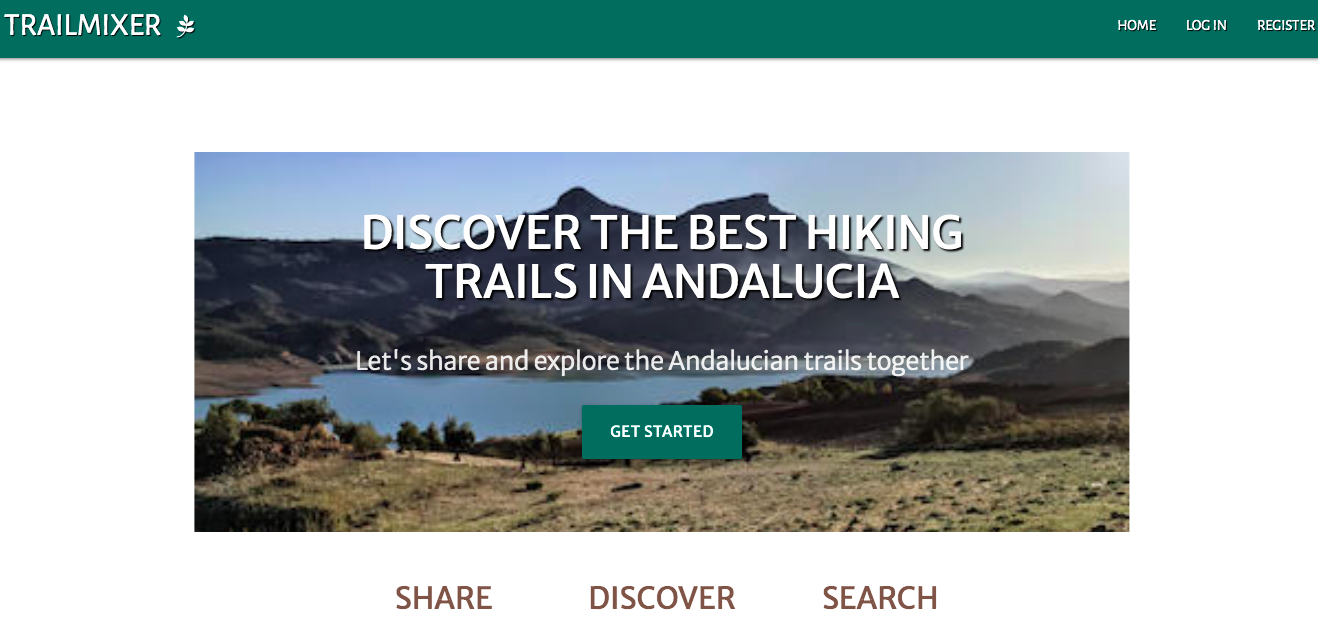 TRAILMIXER
HOME LOG IN REGISTER
DISCOVER THE BEST HIKING
TRAILS IN ANDALUCIA
Let's share and explore the Andalucian trails together
GET STARTED
SHARE DISCOVER SEARCH